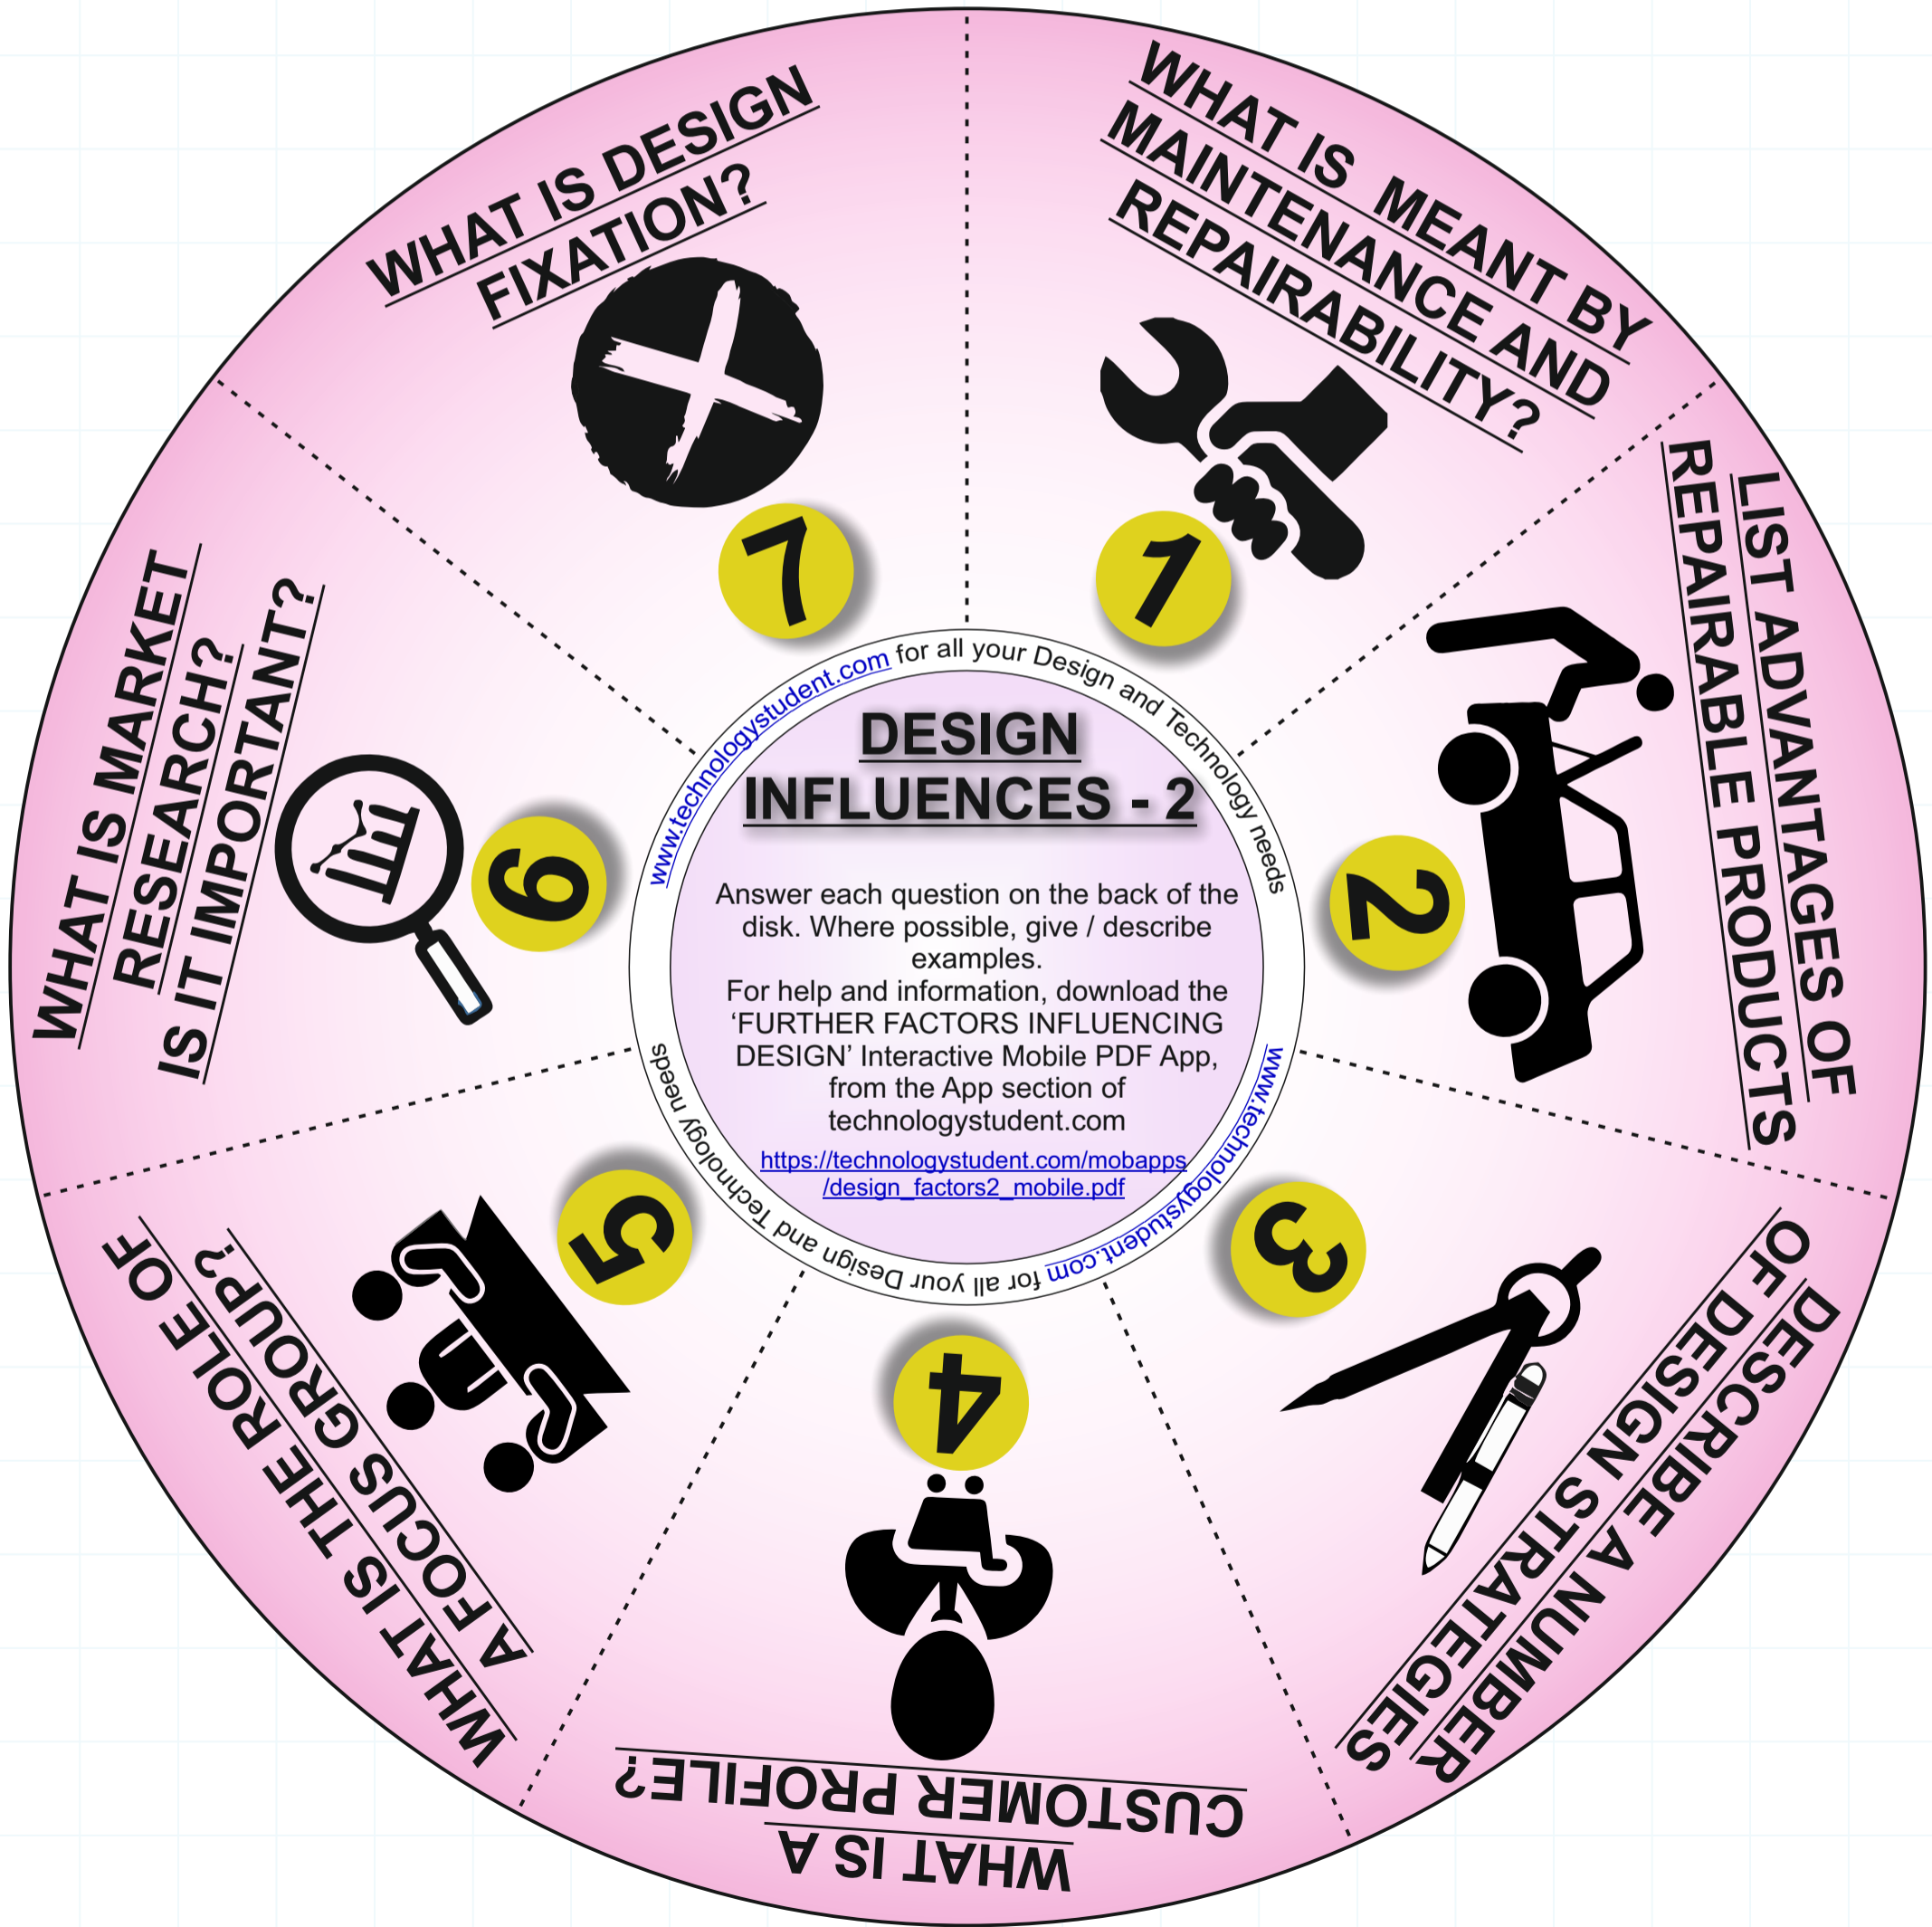 DESIGN
INFLUENCES - 2
Answer each question on the back of the
disk. Where possible, give / describe
examples.
For help and information, download the
‘FURTHER FACTORS INFLUENCING
DESIGN’ Interactive Mobile PDF App,
from the App section of
technologystudent.com
https://technologystudent.com/mobapps
/design_factors2_mobile.pdf
www.technologystudent.com for all your Design and Technology needs
www.technologystudent.com for all your Design and Technology needs
WHAT IS MEANT BY
MAINTENANCE AND
REPAIRABILITY?
1
LIST ADVANTAGES OF
REPAIRABLE PRODUCTS
2
DESCRIBE A NUMBER
OF DESIGN STRATEGIES
3
WHAT IS A
CUSTOMER PROFILE?
4
WHAT IS THE ROLE OF
A FOCUS GROUP?
5
WHAT IS MARKET
RESEARCH?
IS IT IMPORTANT?
6
WHAT IS DESIGN
FIXATION?
7